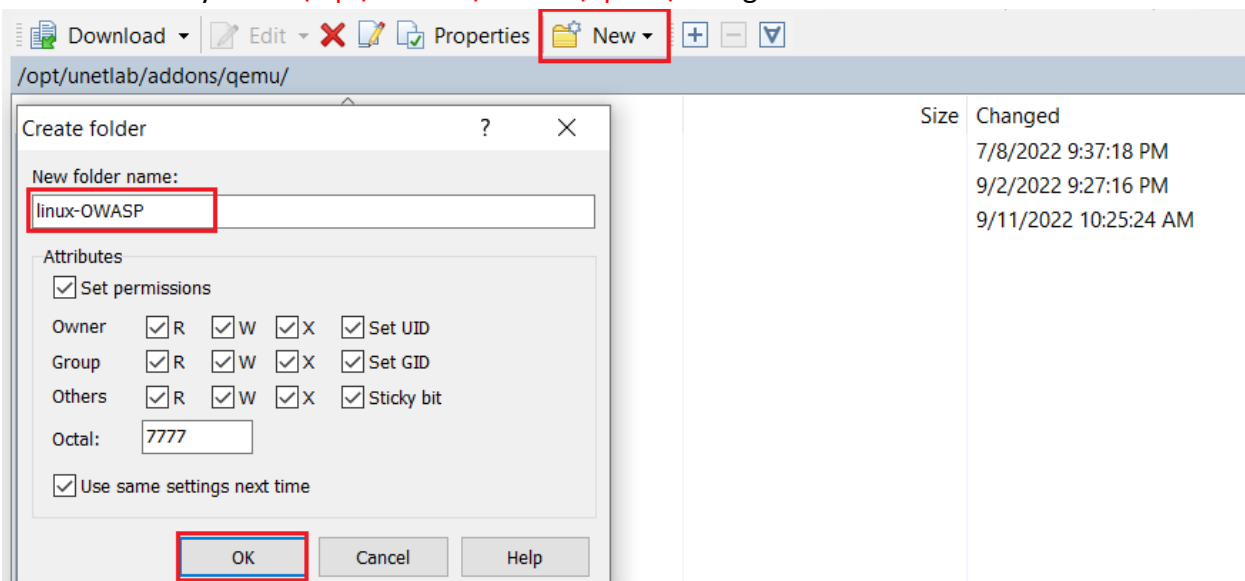 Download Edit Properties New
/opt/unetlab/addons/qemu/
Size Changed
Create folder ? 
7/8/2022 9:37:18 PM
New folder name:
9/2/2022 9:27:16 PM
linux-OWASP
9/11/2022 10:25:24 AM
Attributes
Set permissions
Owner R W X Set UID
Group R W X Set GID
Others R W X Sticky bit
Octal: 7777
Use same settings next time
OK Cancel Help